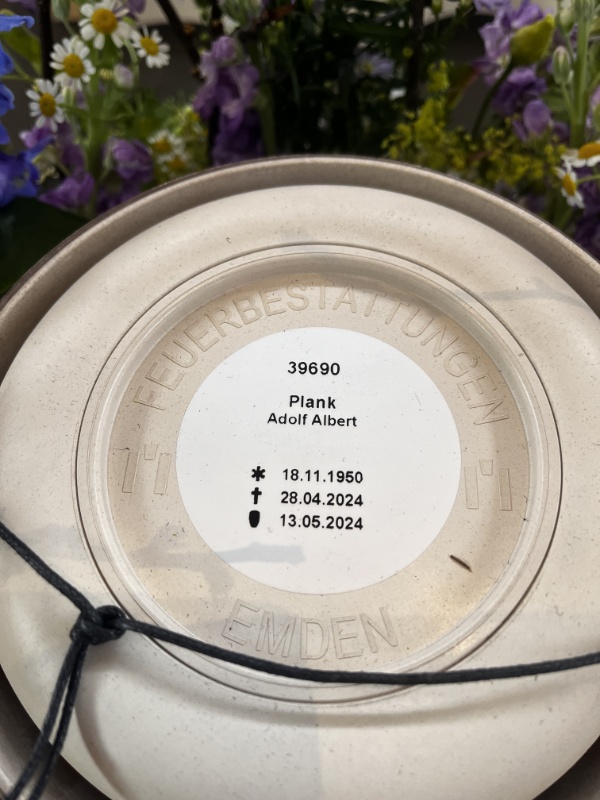 FEUERBESTATTUNGEN
39690
Plank
Adolf Albert
* 18.11.1950
✝ 28.04.2024
13.05.2024
EMDEN